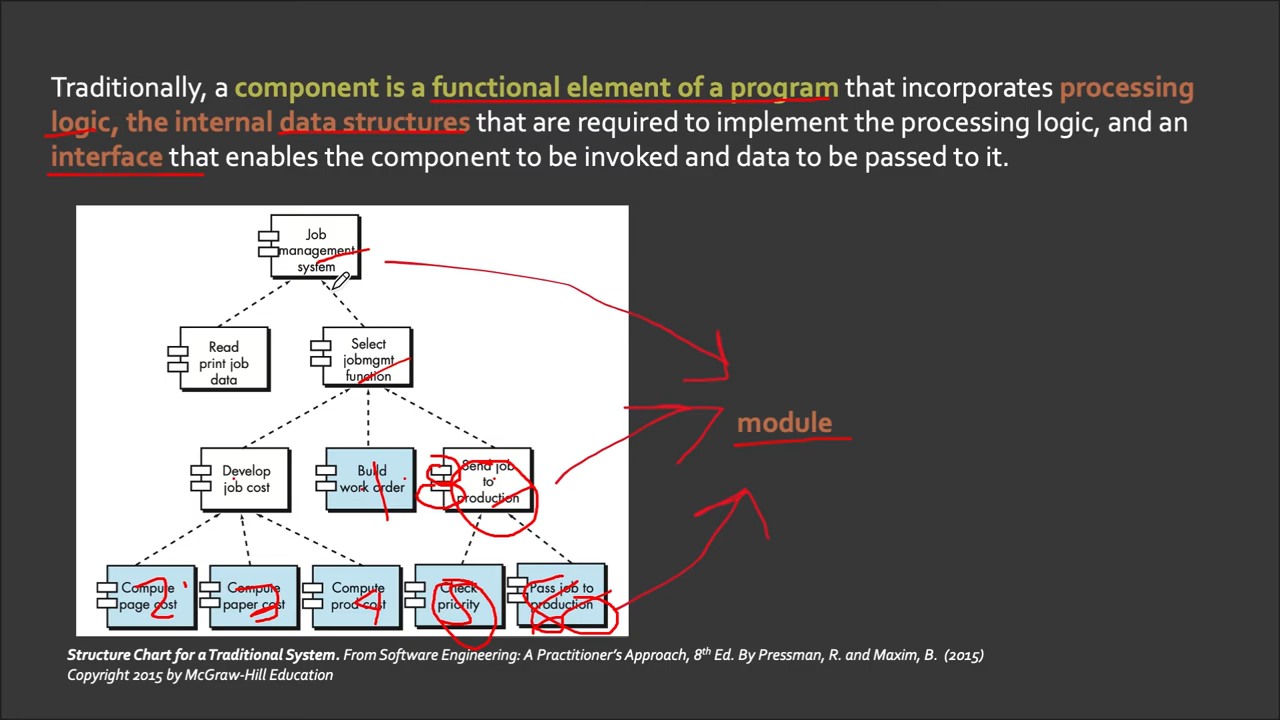 Traditionally, a component is a functional element of a program that incorporates processing
logic, the internal data structures that are required to implement the processing logic, and an
interface that enables the component to be invoked and data to be passed to it.
Job
management
system
Read
print job
data
Select
jobmgmt
function
module
Develop
job cost
Build
work order
Send job
to
production
Compute
page cost
Compute
paper cost
Compute
prod cost
Check
priority
Pass job to
production
1
2
3
4
5
Structure Chart for a Traditional System. From Software Engineering: A Practitioner's Approach, 8th Ed. By Pressman, R. and Maxim, B. (2015)
Copyright 2015 by McGraw-Hill Education